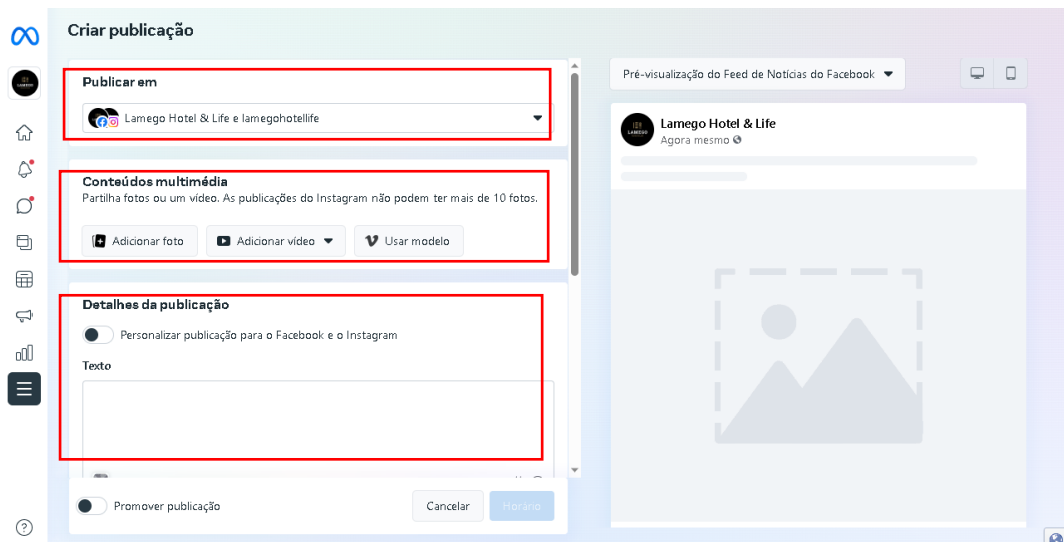 Criar publicação
Publicar em
Lamego Hotel & Life e lamegohotellife
Conteúdos multimédia
Partilha fotos ou um vídeo. As publicações do Instagram não podem ter mais de 10 fotos.
Adicionar foto
Adicionar vídeo
Usar modelo
Detalhes da publicação
Personalizar publicação para o Facebook e o Instagram
Texto
Promover publicação
Cancelar
Horário
Pré-visualização do Feed de Notícias do Facebook
LAMEGO
Lamego Hotel & Life
Agora mesmo